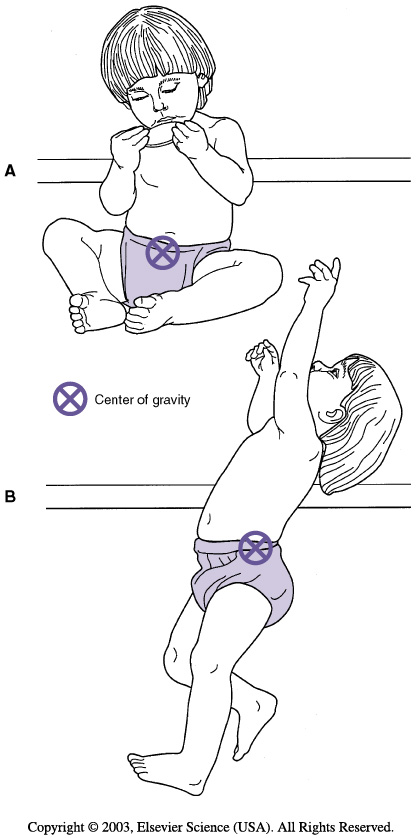 A
Center of gravity
B
Copyright © 2003, Elsevier Science (USA). All Rights Reserved.